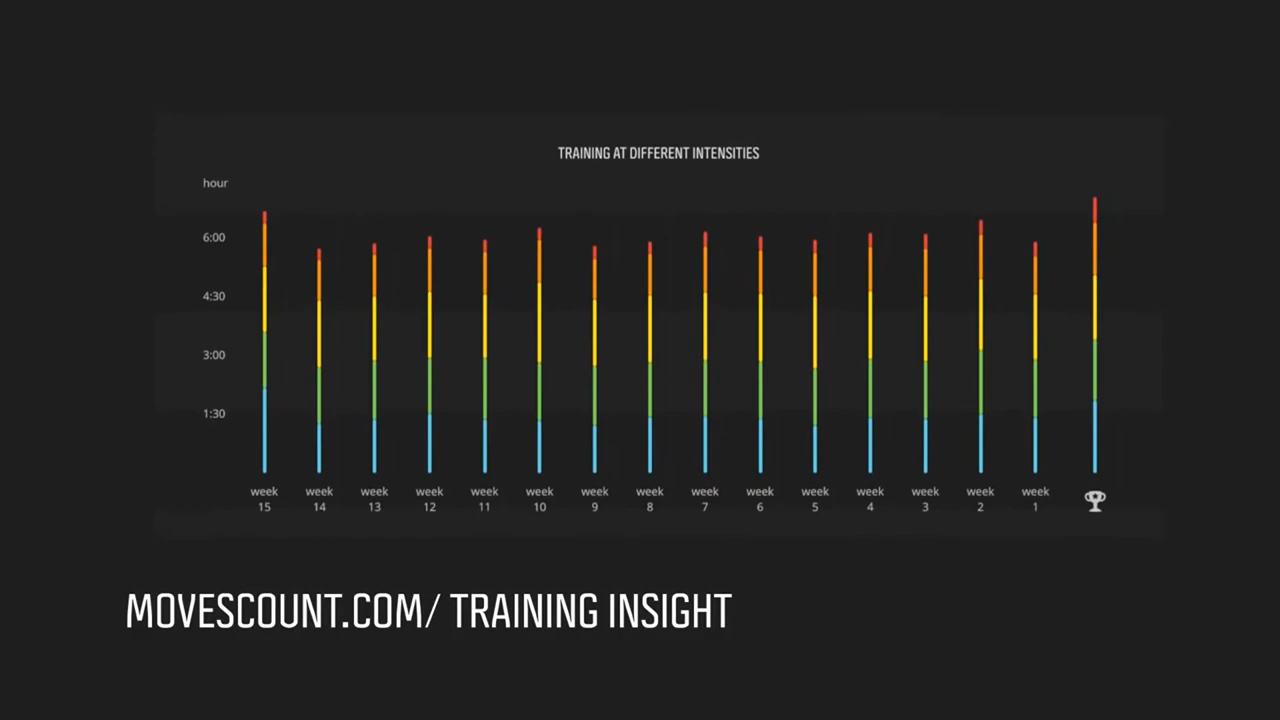 TRAINING AT DIFFERENT INTENSITIES
hour
6:00
4:30
3:00
1:30
week 15
week 14
week 13
week 12
week 11
week 10
week 9
week 8
week 7
week 6
week 5
week 4
week 3
week 2
week 1
MOVESCOUNT.COM/ TRAINING INSIGHT